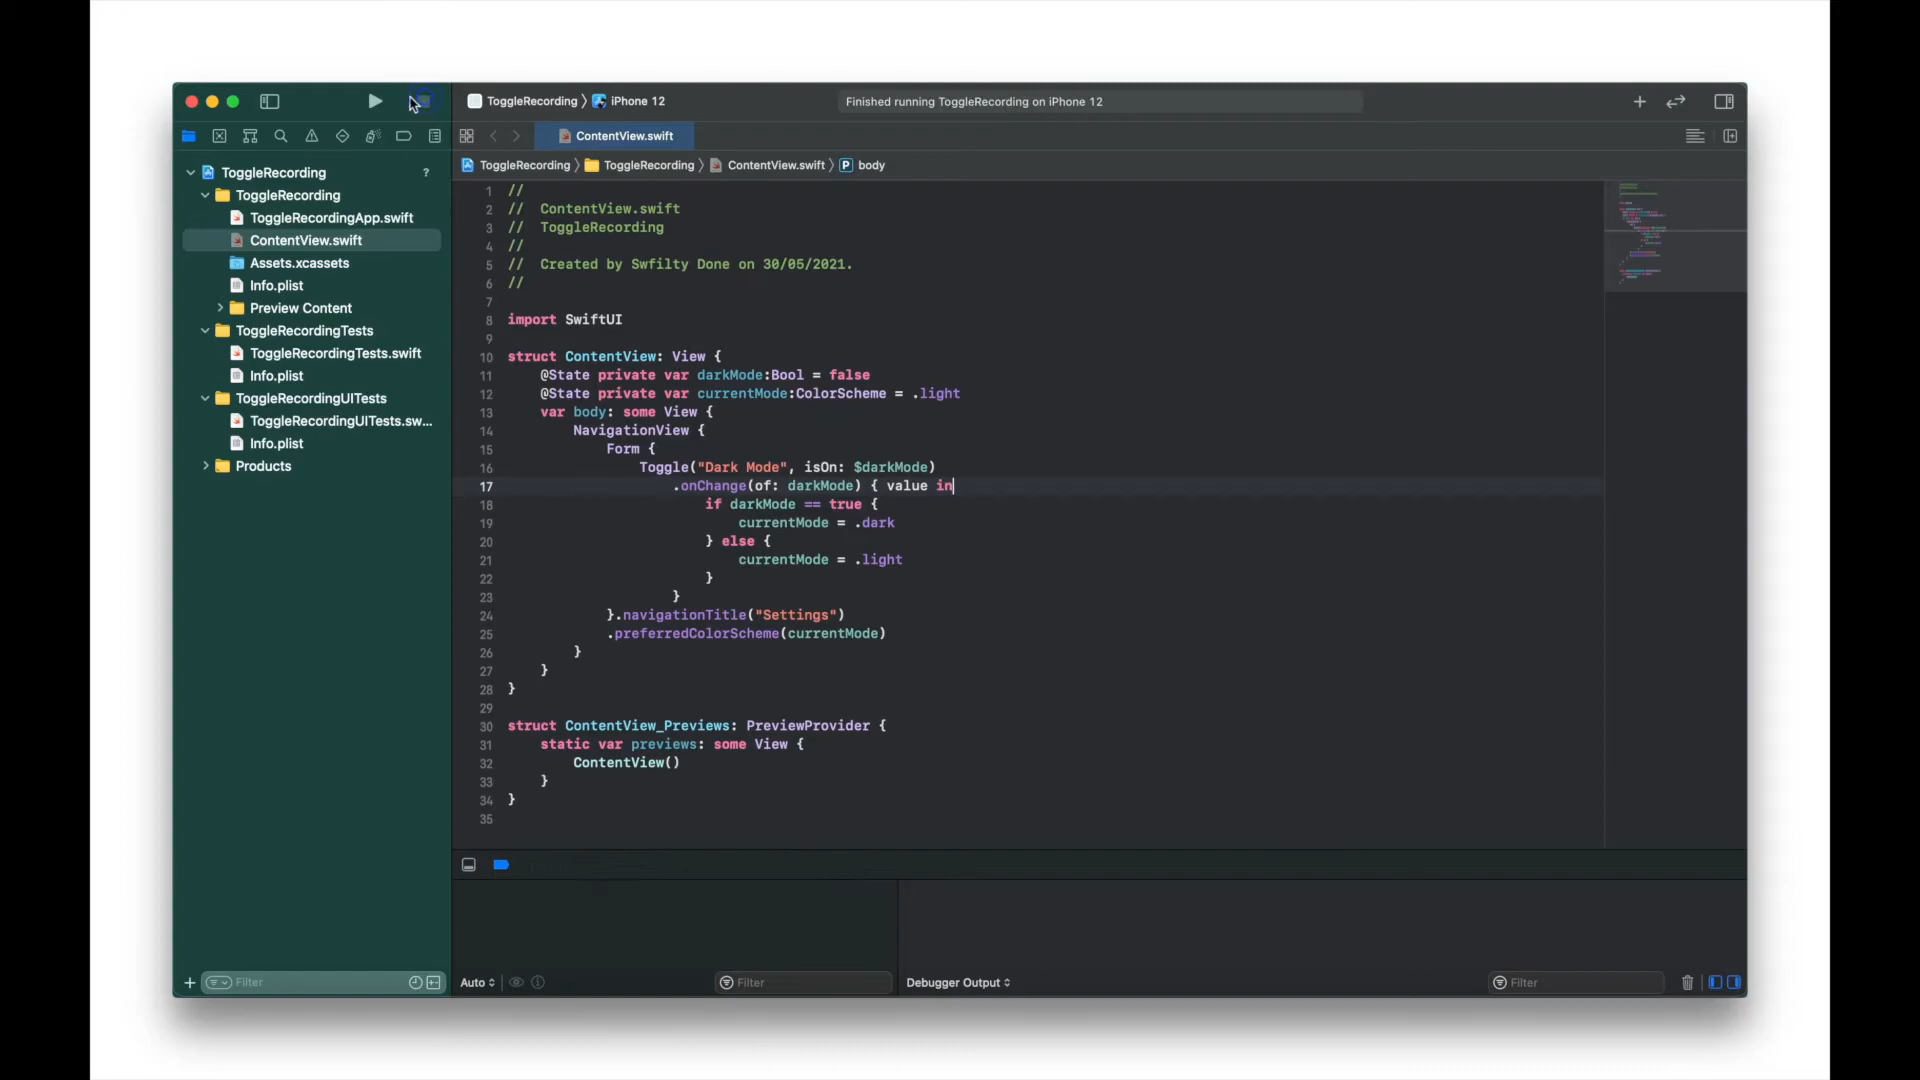 ToggleRecording 〉 iPhone 12
Finished running ToggleRecording on iPhone 12
ContentView.swift
ToggleRecording 〉 ToggleRecording 〉 ContentView.swift 〉 P body
ToggleRecording ?
ToggleRecording
ToggleRecordingApp.swift
ContentView.swift
Assets.xcassets
Info.plist
Preview Content
ToggleRecordingTests
ToggleRecordingTests.swift
Info.plist
ToggleRecordingUITests
ToggleRecordingUITests.sw...
Info.plist
Products
1 //
2 // ContentView.swift
3 // ToggleRecording
4 //
5 // Created by Swfilty Done on 30/05/2021.
6 //
7
8 import SwiftUI
9
10 struct ContentView: View {
11 @State private var darkMode:Bool = false
12 @State private var currentMode:ColorScheme = .light
13 var body: some View {
14 NavigationView {
15 Form {
16 Toggle("Dark Mode", isOn: $darkMode)
17 .onChange(of: darkMode) { value in
18 if darkMode == true {
19 currentMode = .dark
20 } else {
21 currentMode = .light
22 }
23 }
24 }.navigationTitle("Settings")
25 .preferredColorScheme(currentMode)
26 }
27 }
28 }
29
30 struct ContentView_Previews: PreviewProvider {
31 static var previews: some View {
32 ContentView()
33 }
34 }
35
Filter
Auto
Filter
Debugger Output
Filter